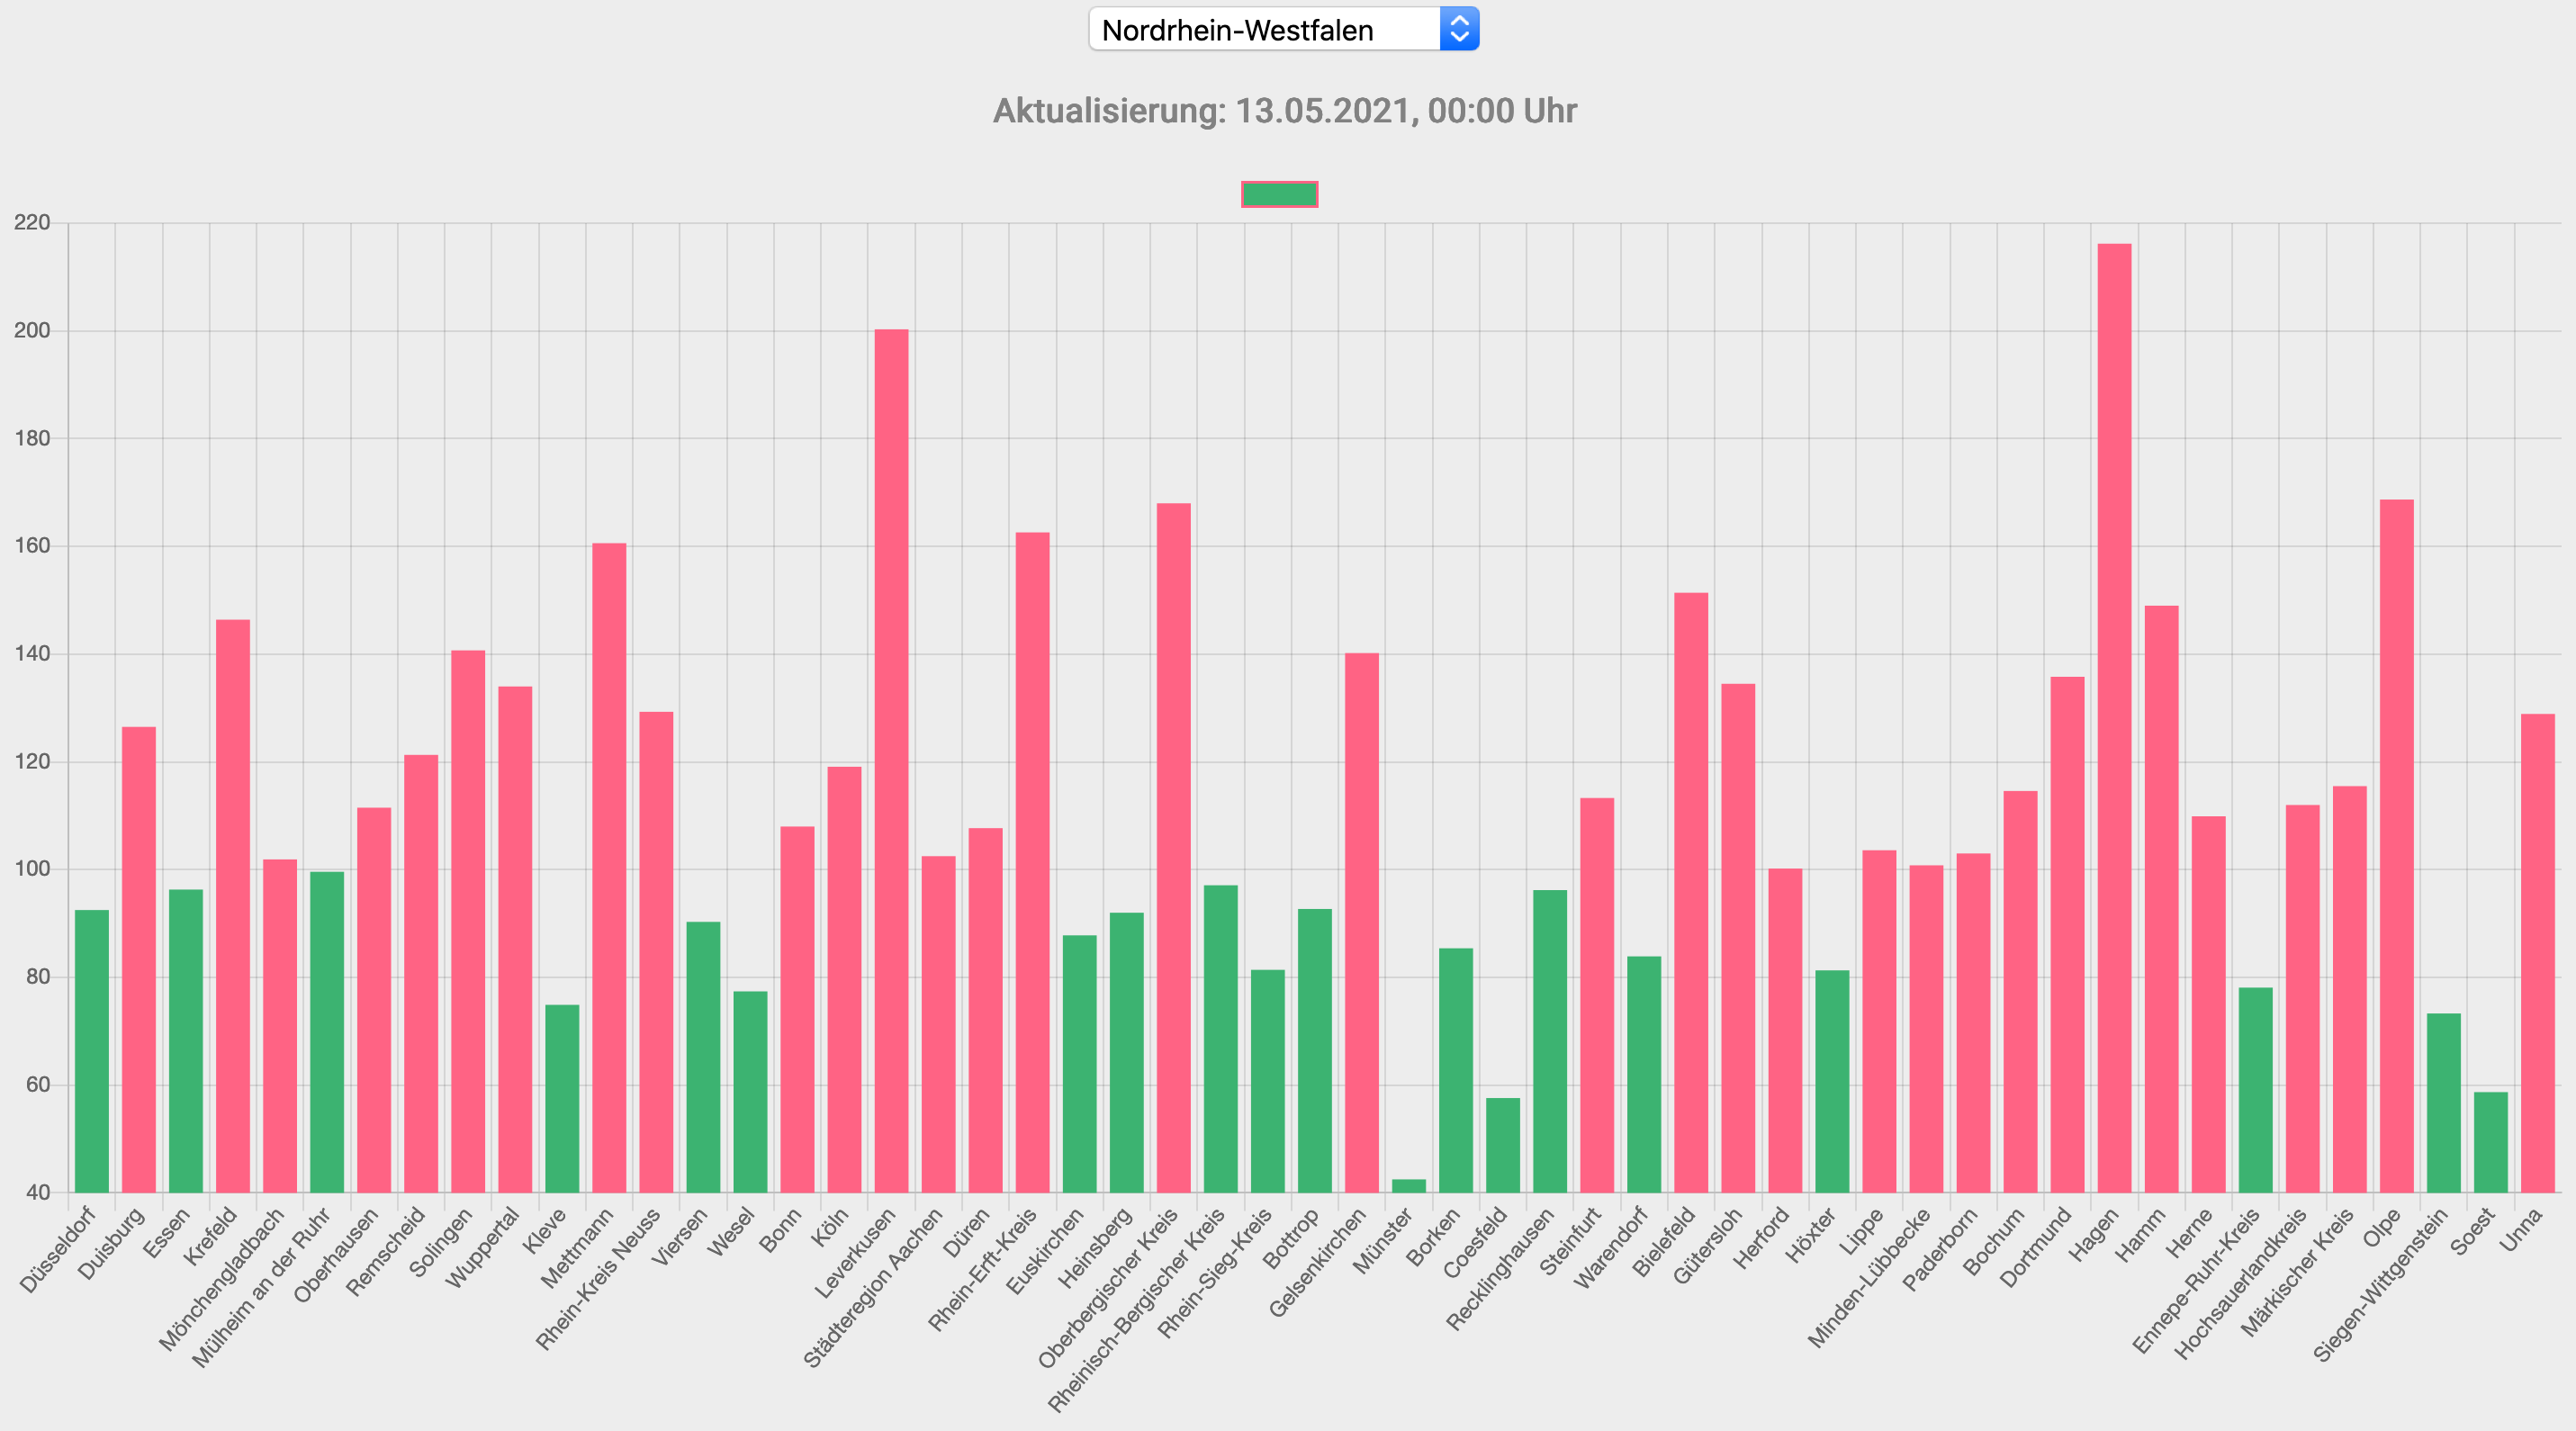 Nordrhein-Westfalen
Aktualisierung: 13.05.2021, 00:00 Uhr
220
200
180
160
140
120
100
80
60
40
Düsseldorf
Duisburg
Essen
Krefeld
Mönchengladbach
Mülheim an der Ruhr
Oberhausen
Remscheid
Solingen
Wuppertal
Kleve
Mettmann
Rhein-Kreis Neuss
Viersen
Wesel
Bonn
Köln
Leverkusen
Städteregion Aachen
Düren
Rhein-Erft-Kreis
Euskirchen
Heinsberg
Oberbergischer Kreis
Rheinisch-Bergischer Kreis
Rhein-Sieg-Kreis
Bottrop
Gelsenkirchen
Münster
Borken
Coesfeld
Recklinghausen
Steinfurt
Warendorf
Bielefeld
Gütersloh
Herford
Höxter
Lippe
Minden-Lübbecke
Paderborn
Bochum
Dortmund
Hagen
Hamm
Herne
Ennepe-Ruhr-Kreis
Hochsauerlandkreis
Märkischer Kreis
Olpe
Siegen-Wittgenstein
Soest
Unna